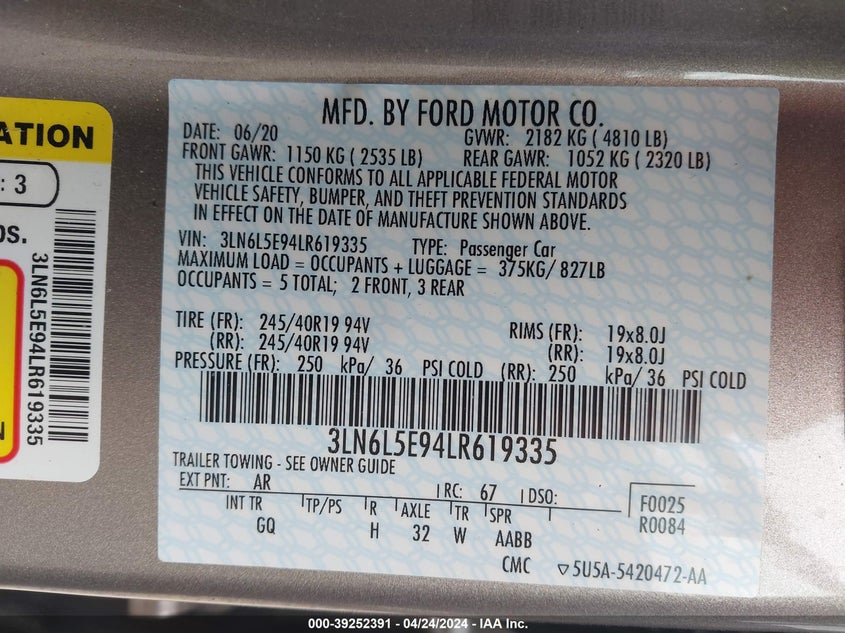 ATION
: 3
OS.
3LN6L5E94LR619335
N
MFD. BY FORD MOTOR CO.
DATE: 06/20 GVWR: 2182 KG ( 4810 LB)
FRONT GAWR: 1150 KG ( 2535 LB) REAR GAWR: 1052 KG ( 2320 LB)
THIS VEHICLE CONFORMS TO ALL APPLICABLE FEDERAL MOTOR
VEHICLE SAFETY, BUMPER, AND THEFT PREVENTION STANDARDS
IN EFFECT ON THE DATE OF MANUFACTURE SHOWN ABOVE.
VIN: 3LN6L5E94LR619335 TYPE: Passenger Car
MAXIMUM LOAD = OCCUPANTS + LUGGAGE = 375KG/ 827LB
OCCUPANTS = 5 TOTAL; 2 FRONT, 3 REAR
TIRE (FR): 245/40R19 94V RIMS (FR): 19x8.0J
(RR): 245/40R19 94V (RR): 19x8.0J
PRESSURE (FR): 250 kPa/ 36 PSI COLD (RR): 250 kPa/ 36 PSI COLD
3LN6L5E94LR619335
TRAILER TOWING - SEE OWNER GUIDE
EXT PNT: AR RC: 67 DSO: F0025
INT TR TP/PS R AXLE TR SPR R0084
GQ H 32 W AABB
CMC ▽5U5A-5420472-AA
000-39252391 - 04/24/2024 - IAA Inc.